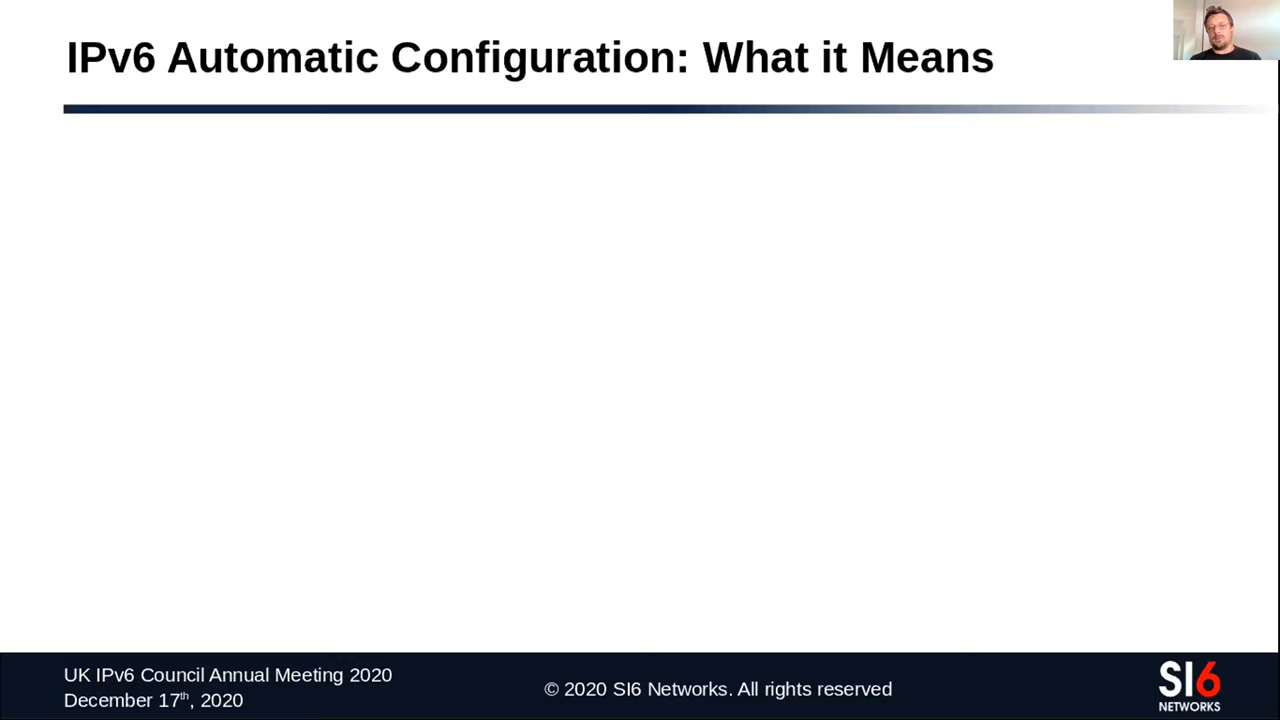 IPv6 Automatic Configuration: What it Means
UK IPv6 Council Annual Meeting 2020
December 17th, 2020
© 2020 SI6 Networks. All rights reserved
SI6
NETWORKS